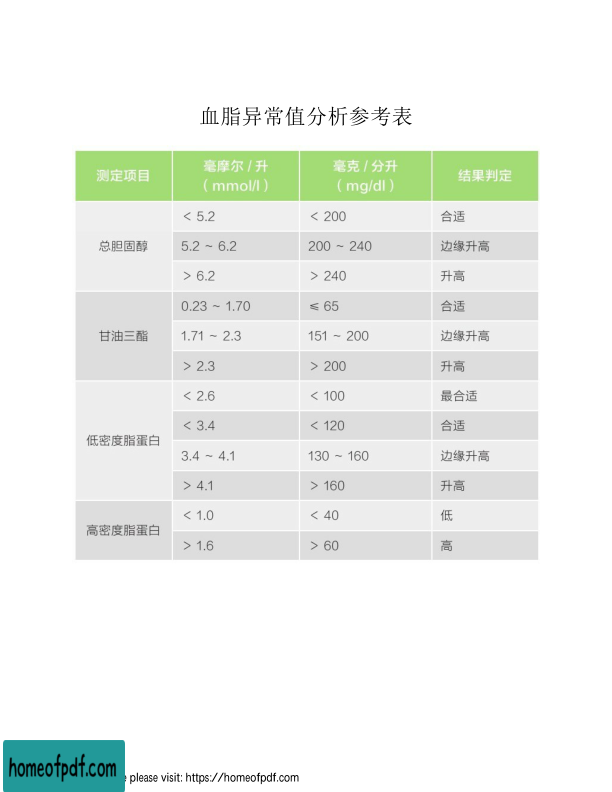 血脂异常值分析参考表
测定项目 毫摩尔 / 升 (mmol/l) 毫克 / 分升 (mg/dl) 结果判定
总胆固醇 < 5.2 < 200 合适
5.2 ~ 6.2 200 ~ 240 边缘升高
> 6.2 > 240 升高
甘油三酯 0.23 ~ 1.70 ≤ 65 合适
1.71 ~ 2.3 151 ~ 200 边缘升高
> 2.3 > 200 升高
低密度脂蛋白 < 2.6 < 100 最合适
< 3.4 < 120 合适
3.4 ~ 4.1 130 ~ 160 边缘升高
> 4.1 > 160 升高
高密度脂蛋白 < 1.0 < 40 低
> 1.6 > 60 高
homeofpdf.com
please visit: https://homeofpdf.com